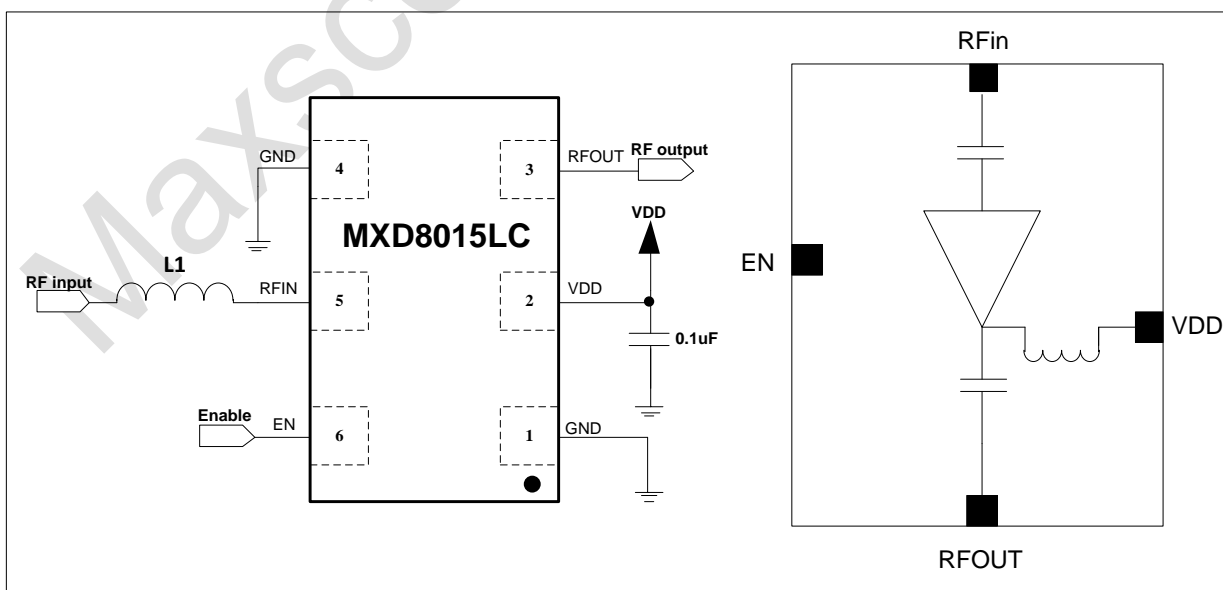 Maxsc
GND
4
3
RFOUT
RF output
MXD8015LC
VDD
L1
RF input
RFIN
5
2
VDD
0.1uF
Enable
EN
6
1
GND
RFin
EN
VDD
RFOUT